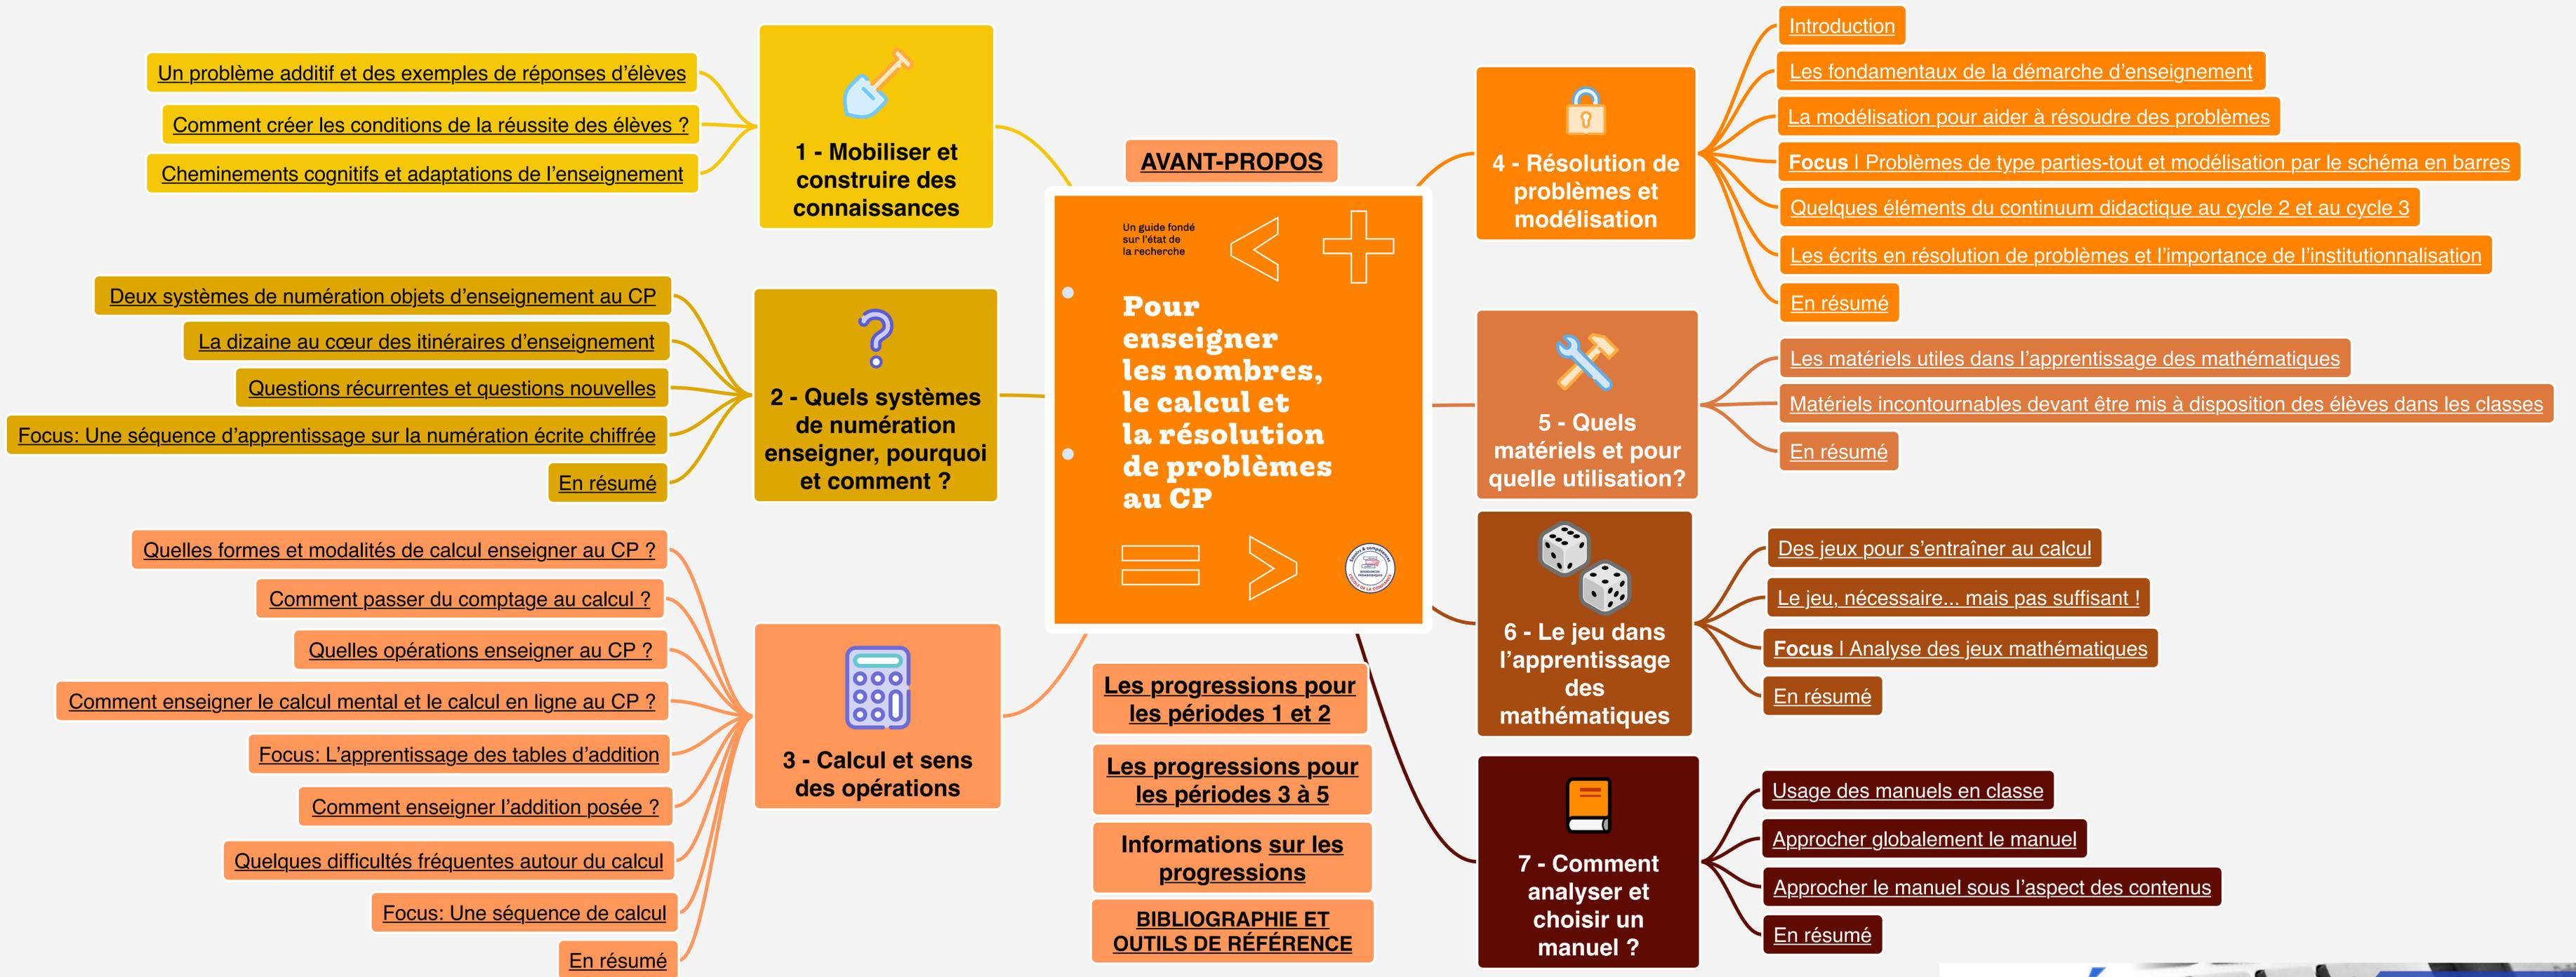 Un problème additif et des exemples de réponses d’élèves
Comment créer les conditions de la réussite des élèves ?
Cheminements cognitifs et adaptations de l’enseignement
1 - Mobiliser et
construire des
connaissances
Deux systèmes de numération objets d’enseignement au CP
La dizaine au cœur des itinéraires d’enseignement
Questions récurrentes et questions nouvelles
Focus: Une séquence d’apprentissage sur la numération écrite chiffrée
En résumé
2 - Quels systèmes
de numération
enseigner, pourquoi
et comment ?
Quelles formes et modalités de calcul enseigner au CP ?
Comment passer du comptage au calcul ?
Quelles opérations enseigner au CP ?
Comment enseigner le calcul mental et le calcul en ligne au CP ?
Focus: L’apprentissage des tables d’addition
Comment enseigner l’addition posée ?
Quelques difficultés fréquentes autour du calcul
Focus: Une séquence de calcul
En résumé
3 - Calcul et sens
des opérations
AVANT-PROPOS
Un guide fondé
sur l’état de
la recherche
< +
Pour
enseigner
les nombres,
le calcul et
la résolution
de problèmes
au CP
= >
Les progressions pour
les périodes 1 et 2
Les progressions pour
les périodes 3 à 5
Informations sur les
progressions
BIBLIOGRAPHIE ET
OUTILS DE RÉFÉRENCE
4 - Résolution de
problèmes et
modélisation
Introduction
Les fondamentaux de la démarche d’enseignement
La modélisation pour aider à résoudre des problèmes
Focus | Problèmes de type parties-tout et modélisation par le schéma en barres
Quelques éléments du continuum didactique au cycle 2 et au cycle 3
Les écrits en résolution de problèmes et l’importance de l’institutionnalisation
En résumé
5 - Quels
matériels et pour
quelle utilisation?
Les matériels utiles dans l’apprentissage des mathématiques
Matériels incontournables devant être mis à disposition des élèves dans les classes
En résumé
6 - Le jeu dans
l’apprentissage
des
mathématiques
Des jeux pour s’entraîner au calcul
Le jeu, nécessaire... mais pas suffisant !
Focus | Analyse des jeux mathématiques
En résumé
7 - Comment
analyser et
choisir un
manuel ?
Usage des manuels en classe
Approcher globalement le manuel
Approcher le manuel sous l’aspect des contenus
En résumé